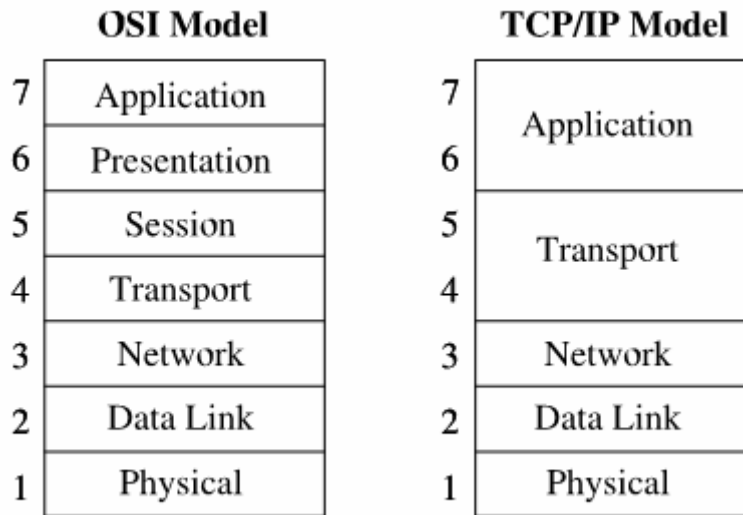 OSI Model
7 Application
6 Presentation
5 Session
4 Transport
3 Network
2 Data Link
1 Physical
TCP/IP Model
7
Application
6
5
Transport
4
3 Network
2 Data Link
1 Physical